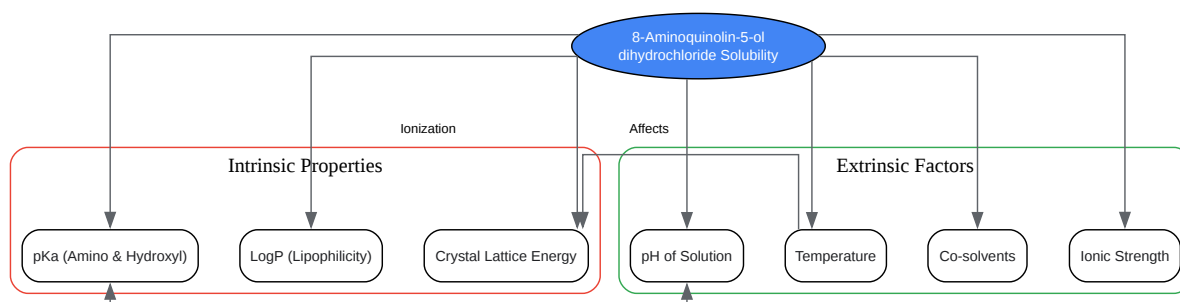 8-Aminoquinolin-5-ol
dihydrochloride Solubility
Ionization
Affects
Intrinsic Properties
Extrinsic Factors
pKa (Amino & Hydroxyl)
LogP (Lipophilicity)
Crystal Lattice Energy
pH of Solution
Temperature
Co-solvents
Ionic Strength